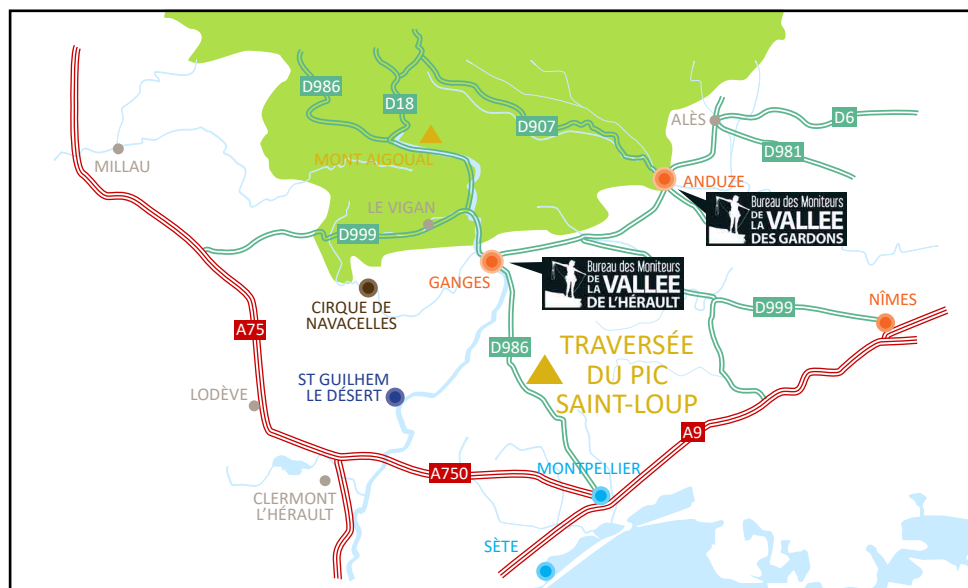 D986
D18
D907
ALÈS
D6
D981
MILLAU
MONT AIGOUAL
ANDUZE
Bureau des Moniteurs
DE LA VALLEE
DES GARDONS
LE VIGAN
D999
GANGES
Bureau des Moniteurs
DE LA VALLEE
DE L'HÉRAULT
CIRQUE DE
NAVACELLES
NÎMES
D999
A75
D986
TRAVERSÉE
DU PIC
SAINT-LOUP
ST GUILHEM
LE DÉSERT
LODÈVE
A9
A750
MONTPELLIER
CLERMONT
L'HÉRAULT
SÈTE